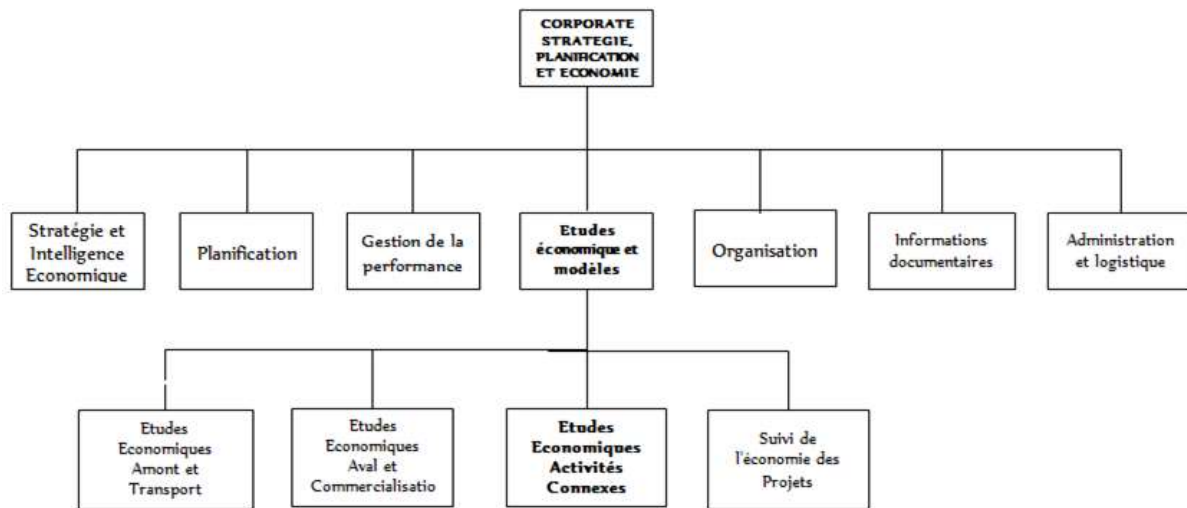 CORPORATE
STRATEGIE,
PLANIFICATION
ET ECONOMIE
Stratégie et
Intelligence
Economique
Planification
Gestion de la
performance
Etudes
économique et
modèles
Organisation
Informations
documentaires
Administration
et logistique
Etudes
Economiques
Amont et
Transport
Etudes
Economiques
Aval et
Commercialisatio
Etudes
Economiques
Activités
Connexes
Suivi de
l'économie des
Projets